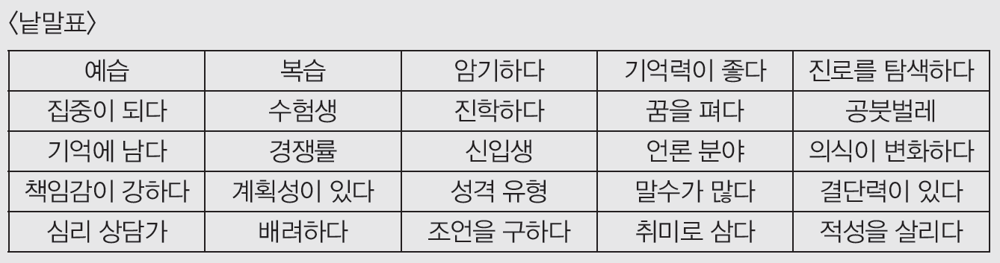 〈낱말표〉
예습 복습 암기하다 기억력이 좋다 진로를 탐색하다
집중이 되다 수험생 진학하다 꿈을 펴다 공붓벌레
기억에 남다 경쟁률 신입생 언론 분야 의식이 변화하다
책임감이 강하다 계획성이 있다 성격 유형 말수가 많다 결단력이 있다
심리 상담가 배려하다 조언을 구하다 취미로 삼다 적성을 살리다